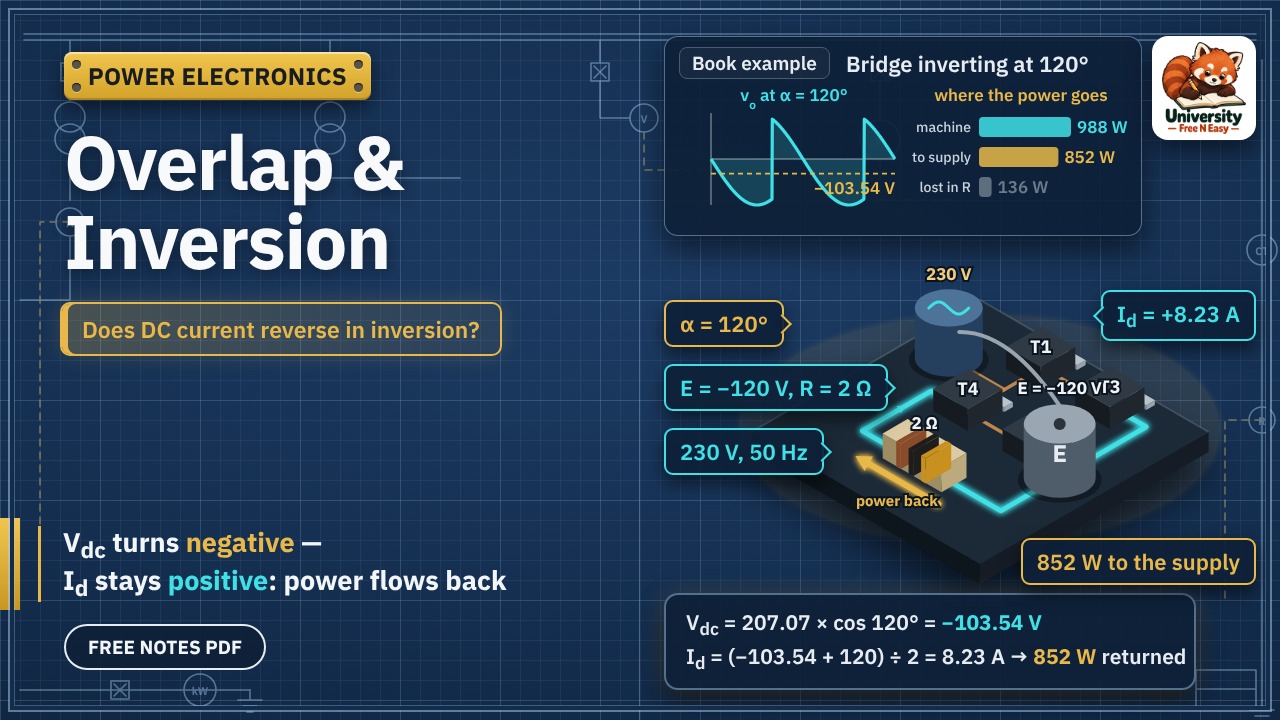 POWER ELECTRONICS
Overlap &
Inversion
Does DC current reverse in inversion?
Vdc turns negative —
Id stays positive: power flows back
FREE NOTES PDF
kW
V
Book example
Bridge inverting at 120°
vo at α = 120°
−103.54 V
where the power goes
machine 988 W
to supply 852 W
lost in R 136 W
University
— Free N Easy —
α = 120°
E = −120 V, R = 2 Ω
230 V, 50 Hz
230 V
T1
T4
E = −120 V
T3
2 Ω
E
power back
Id = +8.23 A
852 W to the supply
Vdc = 207.07 × cos 120° = −103.54 V
Id = (−103.54 + 120) ÷ 2 = 8.23 A → 852 W returned